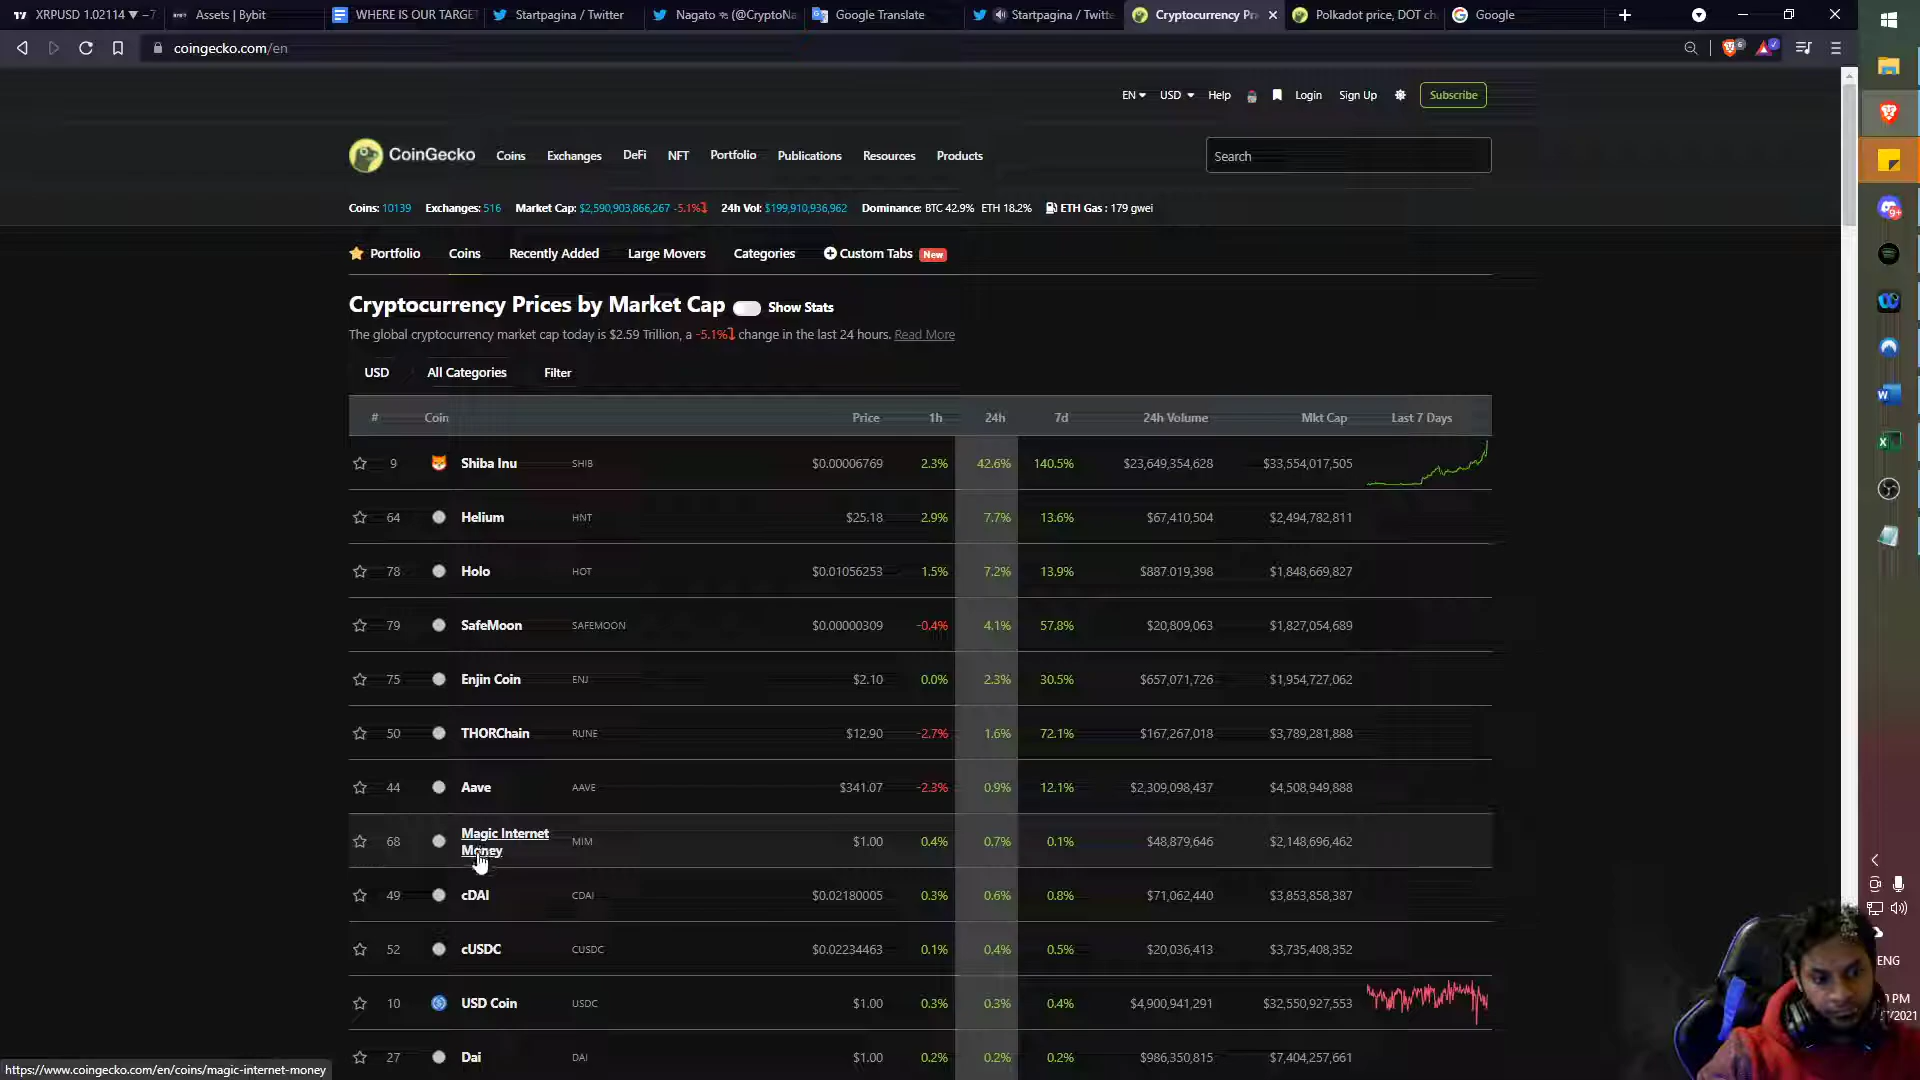 XRPUSD 1.02114 ▼ −7
Assets | Bybit
WHERE IS OUR TARGET
Startpagina / Twitter
Nagato (@CryptoNa
Google Translate
Startpagina / Twitte
Cryptocurrency Pri
Polkadot price, DOT ch
Google
coingecko.com/en
EN USD Help Login Sign Up Subscribe
CoinGecko Coins Exchanges DeFi NFT Portfolio Publications Resources Products Search
Coins: 10139 Exchanges: 516 Market Cap: $2,590,903,866,267 -5.1% 24h Vol: $199,910,936,962 Dominance: BTC 42.9% ETH 18.2% ETH Gas : 179 gwei
Portfolio Coins Recently Added Large Movers Categories Custom Tabs New
Cryptocurrency Prices by Market Cap Show Stats
The global cryptocurrency market cap today is $2.59 Trillion, a -5.1% change in the last 24 hours. Read More
USD All Categories Filter
# Coin Price 1h 24h 7d 24h Volume Mkt Cap Last 7 Days
9 Shiba Inu SHIB $0.00006769 2.3% 42.6% 140.5% $23,649,354,628 $33,554,017,505
64 Helium HNT $25.18 2.9% 7.7% 13.6% $67,410,504 $2,494,782,811
78 Holo HOT $0.01056253 1.5% 7.2% 13.9% $887,019,398 $1,848,669,827
79 SafeMoon SAFEMOON $0.00000309 -0.4% 4.1% 57.8% $20,809,063 $1,827,054,689
75 Enjin Coin ENJ $2.10 0.0% 2.3% 30.5% $657,071,726 $1,954,727,062
50 THORChain RUNE $12.90 -2.7% 1.6% 72.1% $167,267,018 $3,789,281,888
44 Aave AAVE $341.07 -2.3% 0.9% 12.1% $2,309,098,437 $4,508,949,888
68 Magic Internet
Money MIM $1.00 0.4% 0.7% 0.1% $48,879,646 $2,148,696,462
49 cDAI CDAI $0.02180005 0.3% 0.6% 0.8% $71,062,440 $3,853,858,387
52 cUSDC CUSDC $0.02234463 0.1% 0.4% 0.5% $20,036,413 $3,735,408,352
10 USD Coin USDC $1.00 0.3% 0.3% 0.4% $4,900,941,291 $32,550,927,553
27 Dai DAI $1.00 0.2% 0.2% 0.2% $986,350,815 $7,404,257,661
https://www.coingecko.com/en/coins/magic-internet-money
9+
6
ENG
0 PM
/2021